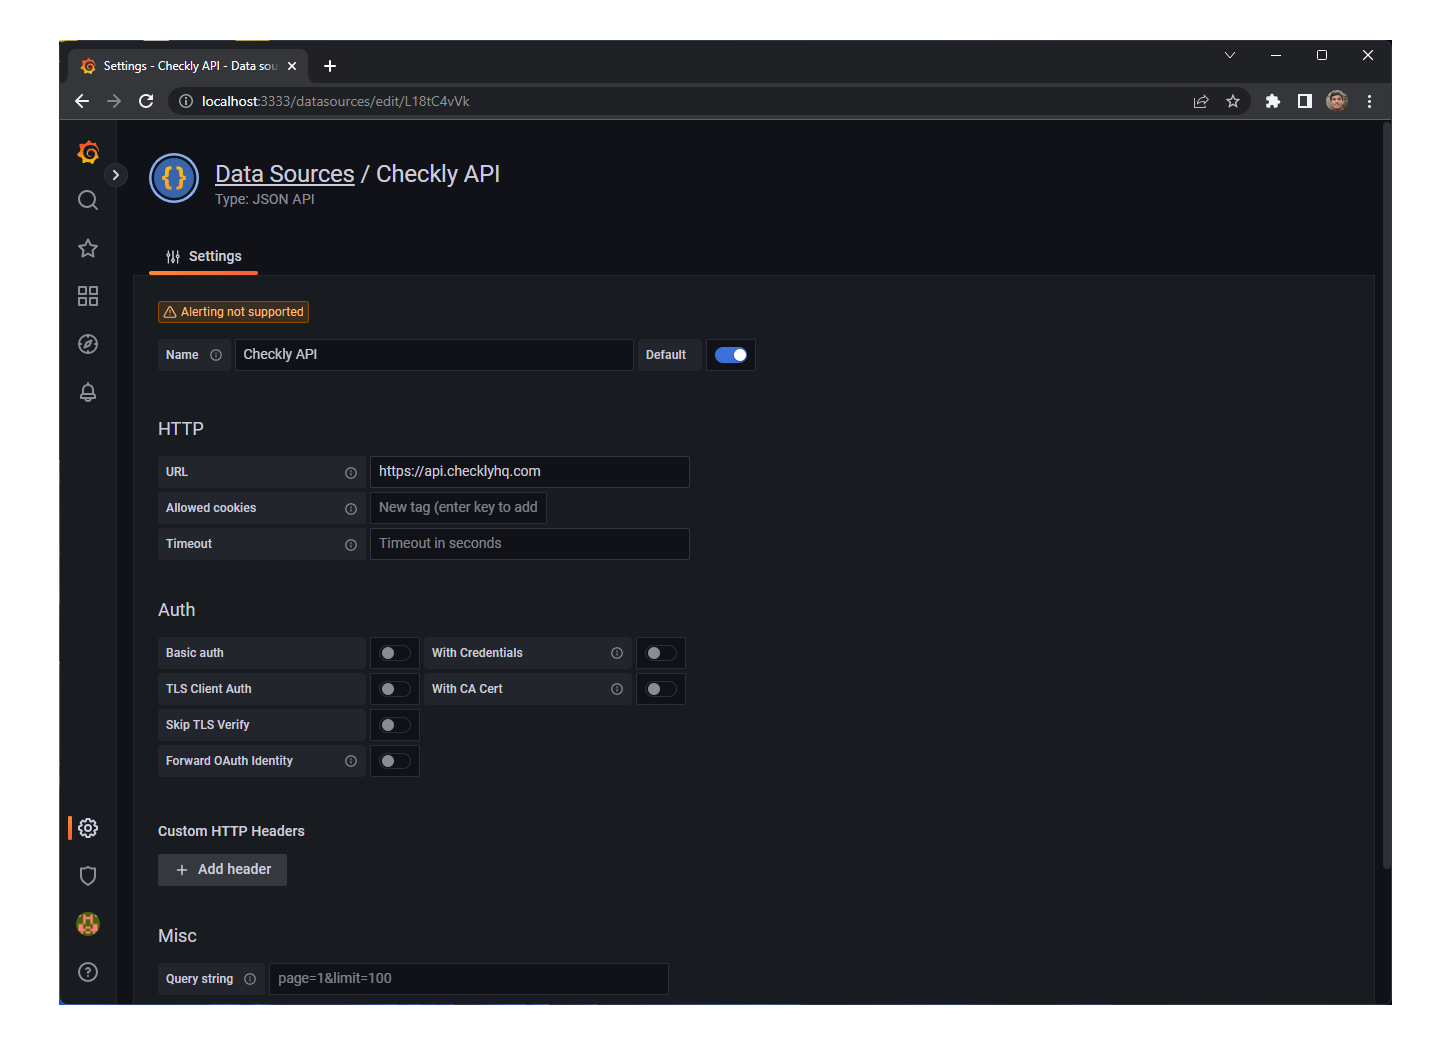 Settings - Checkly API - Data sou
localhost:3333/datasources/edit/L18tC4vVk
Data Sources / Checkly API
Type: JSON API
Settings
Alerting not supported
Name Checkly API Default
HTTP
URL https://api.checklyhq.com
Allowed cookies New tag (enter key to add
Timeout Timeout in seconds
Auth
Basic auth With Credentials
TLS Client Auth With CA Cert
Skip TLS Verify
Forward OAuth Identity
Custom HTTP Headers
+ Add header
Misc
Query string page=1&limit=100